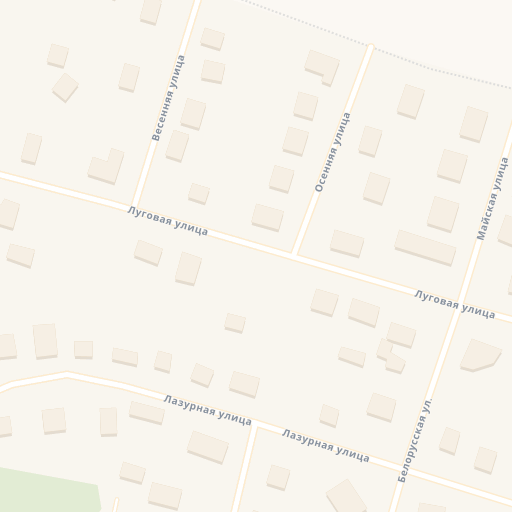 Весенняя улица
Осенняя улица
Майская улица
Луговая улица
Луговая улица
Лазурная улица
Лазурная улица
Белорусская ул.